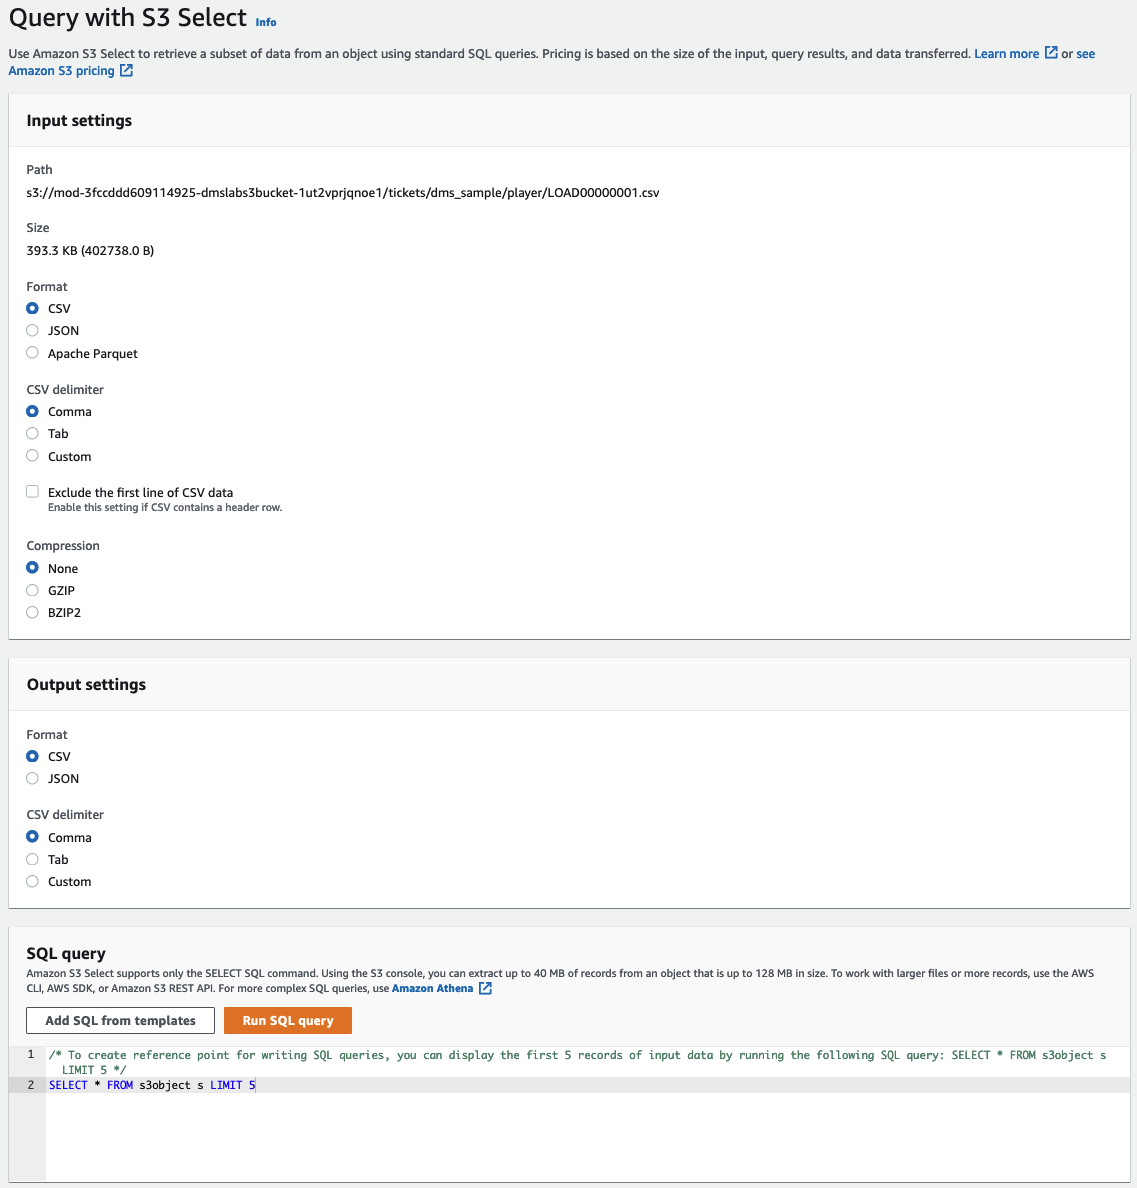 Query with S3 Select Info
Use Amazon S3 Select to retrieve a subset of data from an object using standard SQL queries. Pricing is based on the size of the input, query results, and data transferred. Learn more or see
Amazon S3 pricing
Input settings
Path
s3://mod-3fccddd609114925-dmslabs3bucket-1ut2vprjqnoe1/tickets/dms_sample/player/LOAD00000001.csv
Size
393.3 KB (402738.0 B)
Format
CSV
JSON
Apache Parquet
CSV delimiter
Comma
Tab
Custom
Exclude the first line of CSV data
Enable this setting if CSV contains a header row.
Compression
None
GZIP
BZIP2
Output settings
Format
CSV
JSON
CSV delimiter
Comma
Tab
Custom
SQL query
Amazon S3 Select supports only the SELECT SQL command. Using the S3 console, you can extract up to 40 MB of records from an object that is up to 128 MB in size. To work with larger files or more records, use the AWS
CLI, AWS SDK, or Amazon S3 REST API. For more complex SQL queries, use Amazon Athena
Add SQL from templates Run SQL query
1 /* To create reference point for writing SQL queries, you can display the first 5 records of input data by running the following SQL query: SELECT * FROM s3object s
LIMIT 5 */
2 SELECT * FROM s3object s LIMIT 5